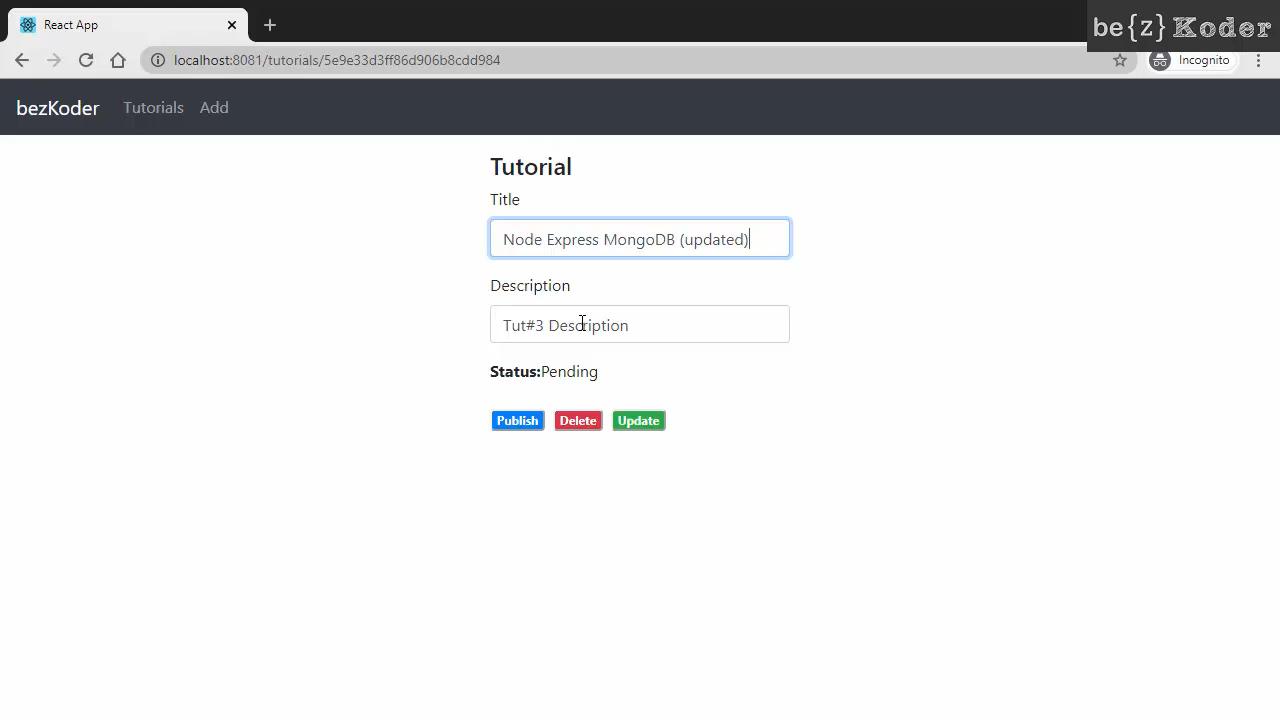 React App
be{z}Koder
localhost:8081/tutorials/5e9e33d3ff86d906b8cdd984
Incognito
bezKoder Tutorials Add
Tutorial
Title
Node Express MongoDB (updated)
Description
Tut#3 Description
Status:Pending
Publish Delete Update